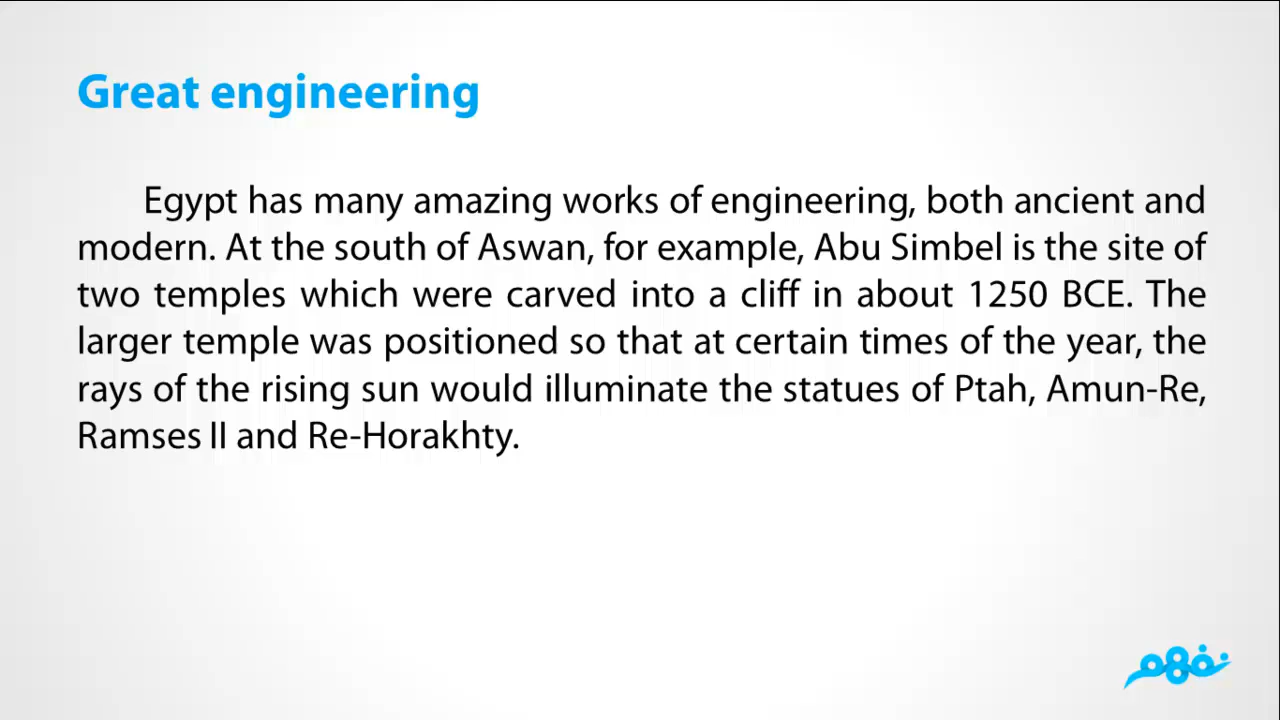 Great engineering
Egypt has many amazing works of engineering, both ancient and
modern. At the south of Aswan, for example, Abu Simbel is the site of
two temples which were carved into a cliff in about 1250 BCE. The
larger temple was positioned so that at certain times of the year, the
rays of the rising sun would illuminate the statues of Ptah, Amun-Re,
Ramses II and Re-Horakhty.
نفهم